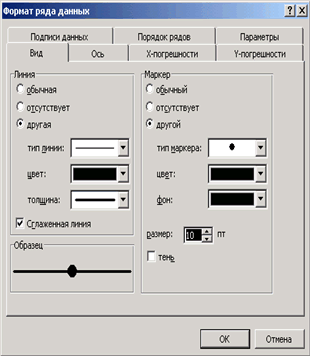 Формат ряда данных
Подписи данных Порядок рядов Параметры
Вид Ось X-погрешности Y-погрешности
Линия Маркер
обычная обычный
отсутствует отсутствует
другая другой
тип линии: тип маркера:
цвет: цвет:
толщина: фон:
Сглаженная линия размер: 10 пт
Образец тень
ОК Отмена